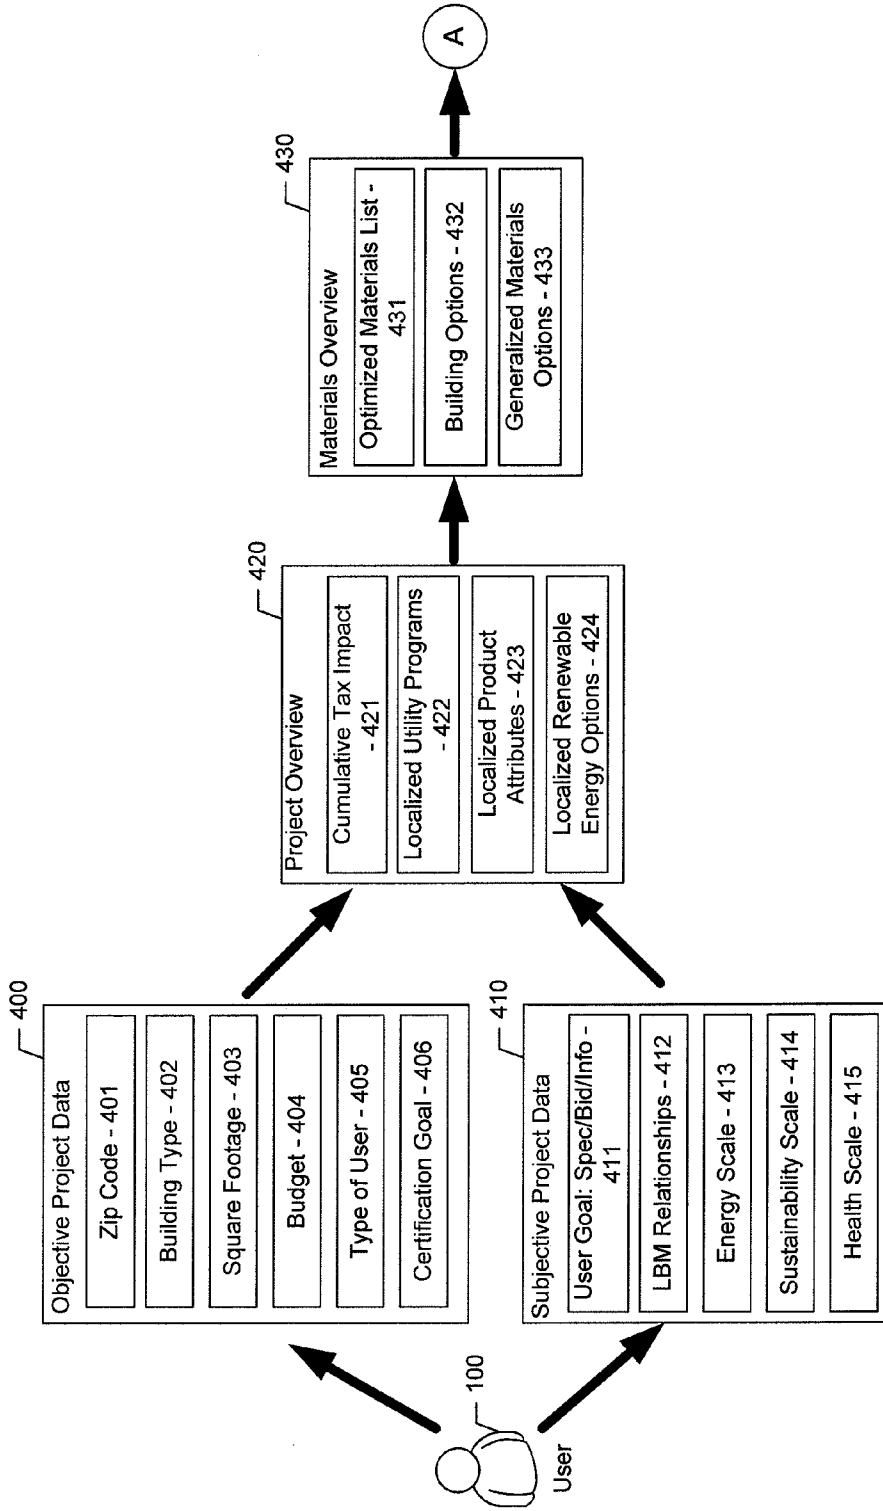 100
User
400
Objective Project Data
Zip Code - 401
Building Type - 402
Square Footage - 403
Budget - 404
Type of User - 405
Certification Goal - 406
410
Subjective Project Data
User Goal: Spec/Bid/Info -
411
LBM Relationships - 412
Energy Scale - 413
Sustainability Scale - 414
Health Scale - 415
420
Project Overview
Cumulative Tax Impact
- 421
Localized Utility Programs
- 422
Localized Product
Attributes - 423
Localized Renewable
Energy Options - 424
430
Materials Overview
Optimized Materials List -
431
Building Options - 432
Generalized Materials
Options - 433
A